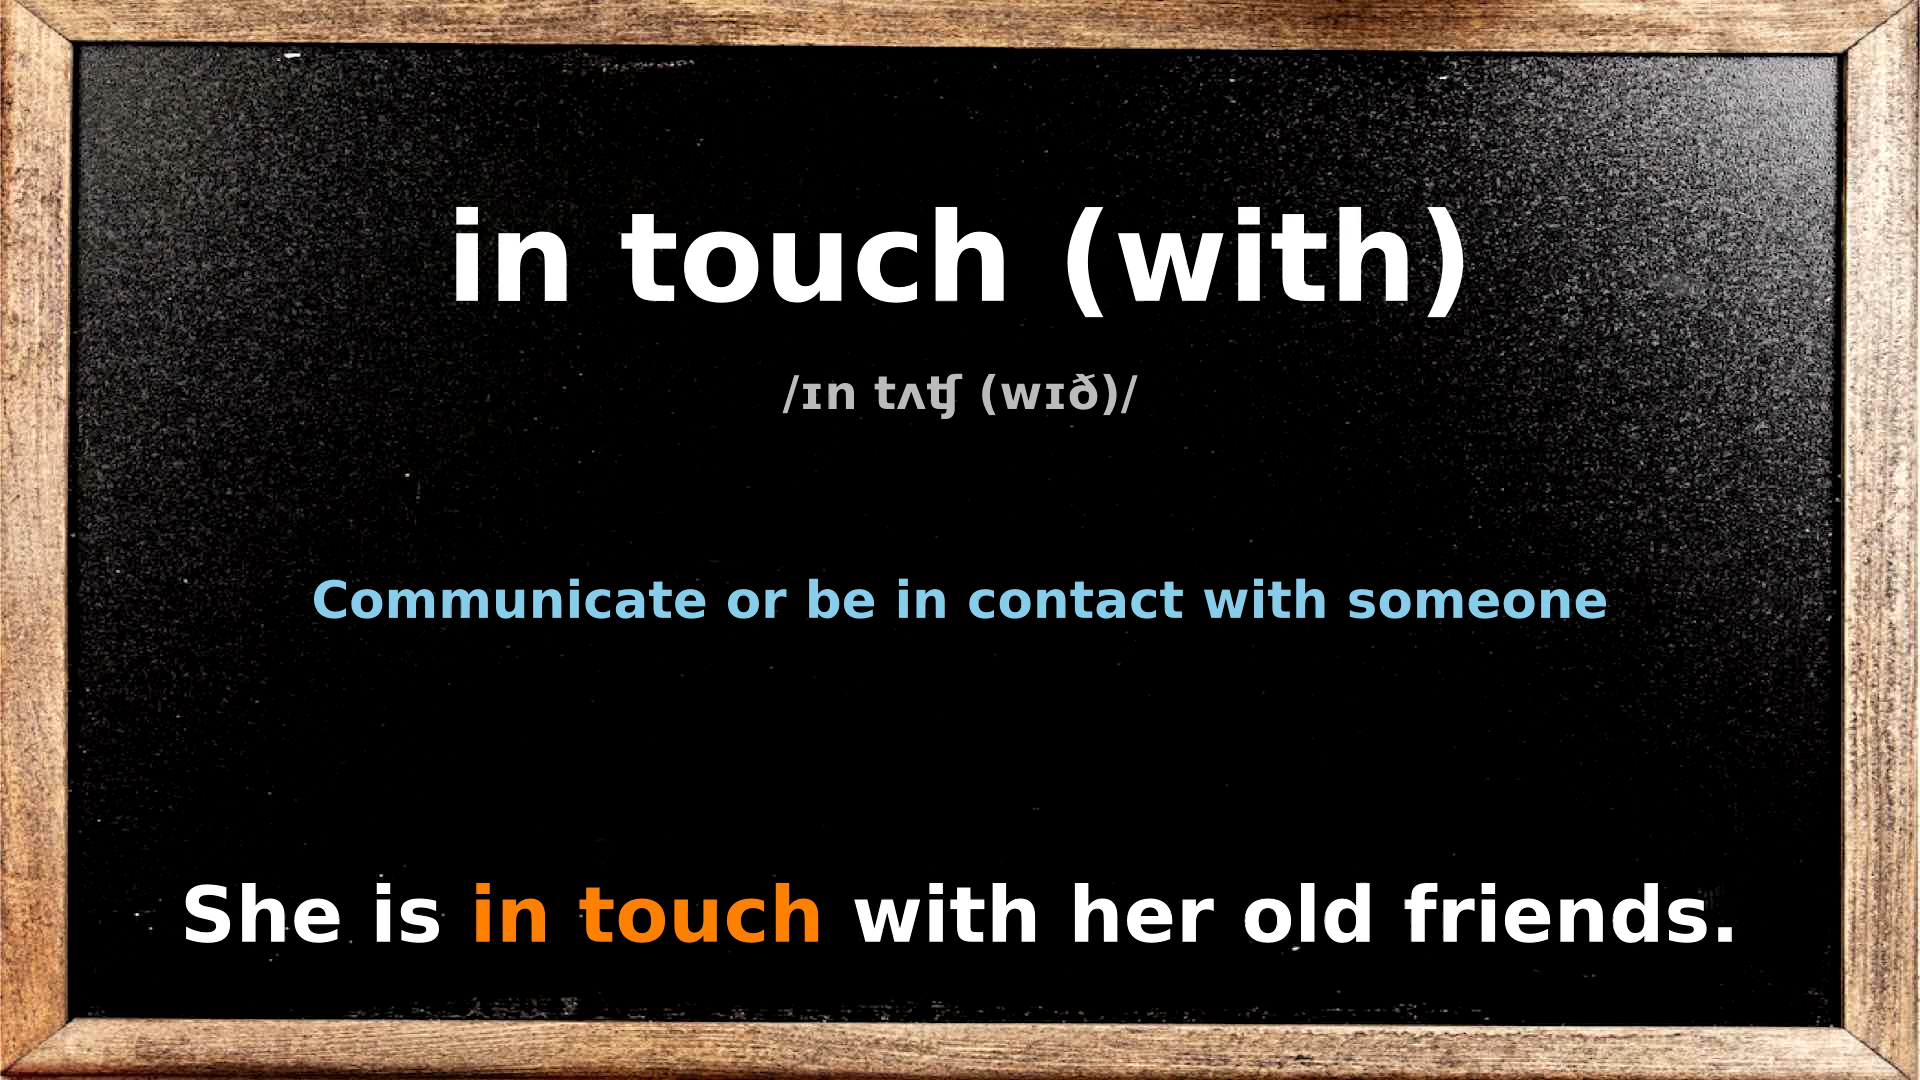 in touch (with)
/ɪn tʌʧ (wɪð)/
Communicate or be in contact with someone
She is in touch with her old friends.